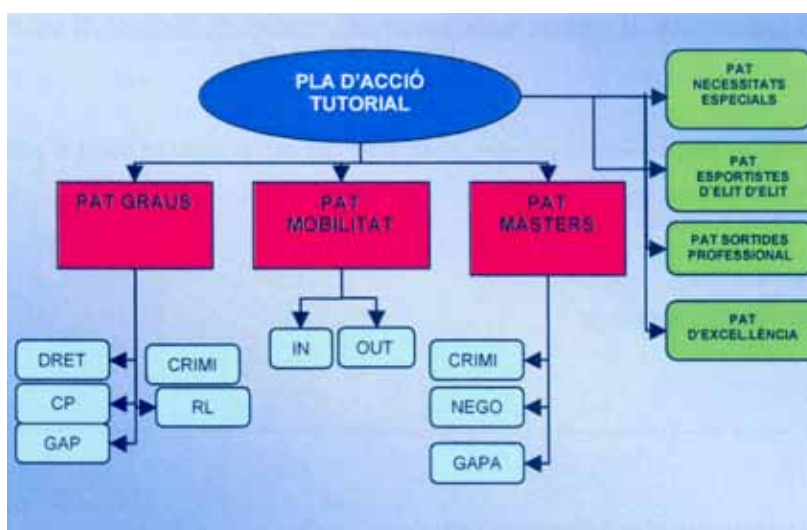 PLA D'ACCIÓ
TUTORIAL
PAT
NECESSITATS
ESPECIALS
PAT
ESPORTISTES
D'ELIT D'ELIT
PAT SORTIDES
PROFESSIONAL
PAT
D'EXCEL.LÈNCIA
PAT GRAUS
PAT
MOBILITAT
PAT
MÀSTERS
DRET
CRIMI
CP
RL
GAP
IN
OUT
CRIMI
NEGO
GAPA